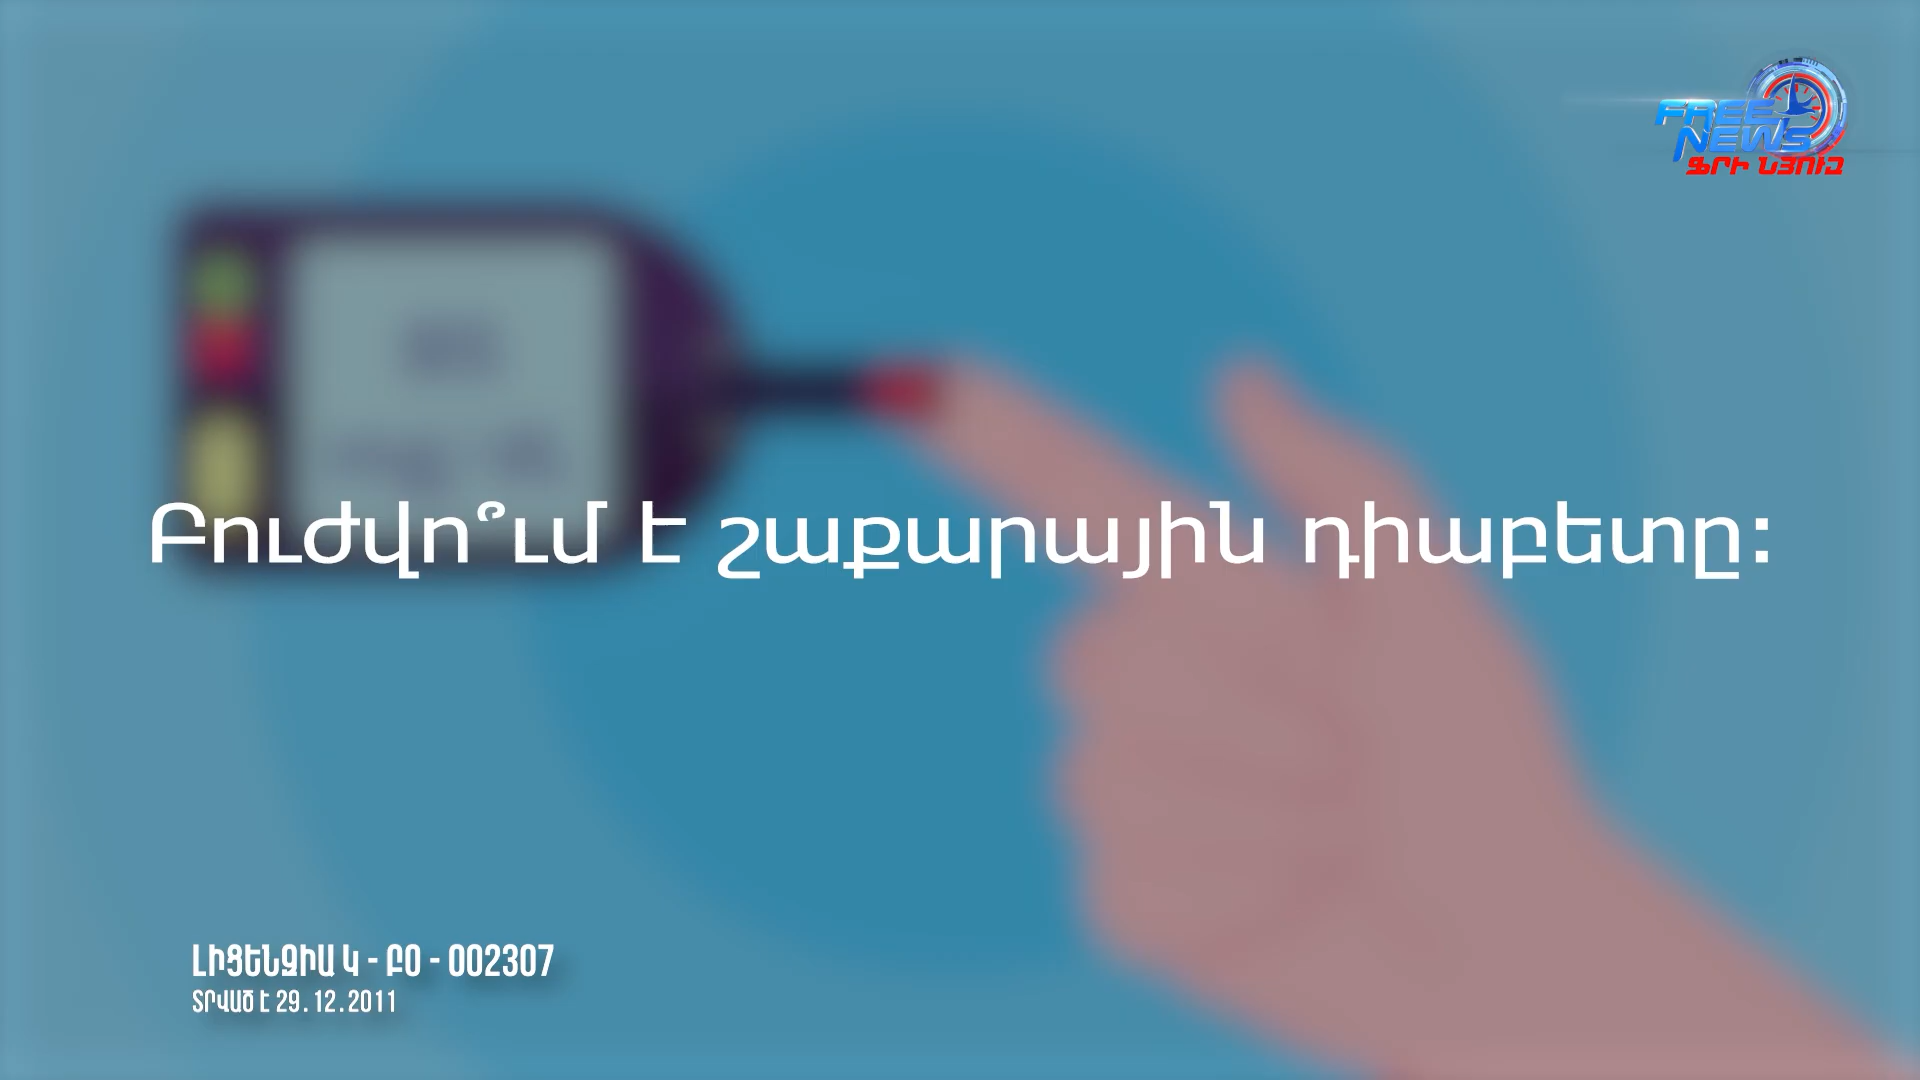 FREE
NEWS
ՖՐԻ ՆՅՈՒԶ
Բուժվո՞ւմ է շաքարային դիաբետը:
ԼԻՑԵՆԶԻԱ Կ - ԲՕ - 002307
ՏՐՎԱԾ Է 29.12.2011